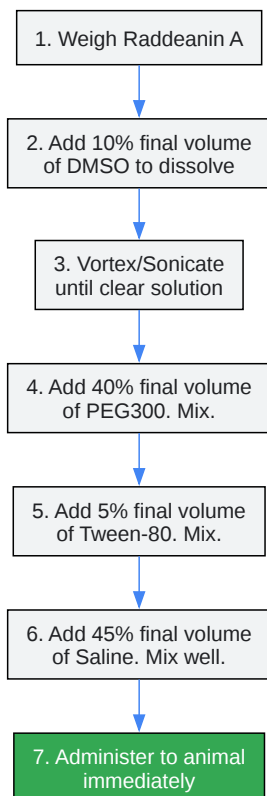 1. Weigh Raddeanin A
2. Add 10% final volume
of DMSO to dissolve
3. Vortex/Sonicate
until clear solution
4. Add 40% final volume
of PEG300. Mix.
5. Add 5% final volume
of Tween-80. Mix.
6. Add 45% final volume
of Saline. Mix well.
7. Administer to animal
immediately